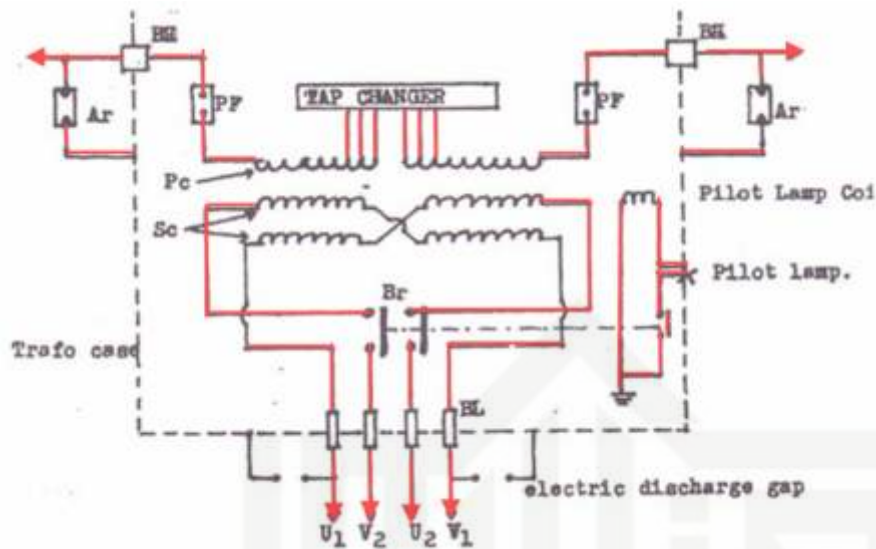 BH
BH
Ar
PF
TAP CHANGER
PF
Ar
Pc
Pilot Lamp Coi
Sc
Pilot lamp.
Br
Trafo case
BL
electric discharge gap
U1 V2 U2 V1